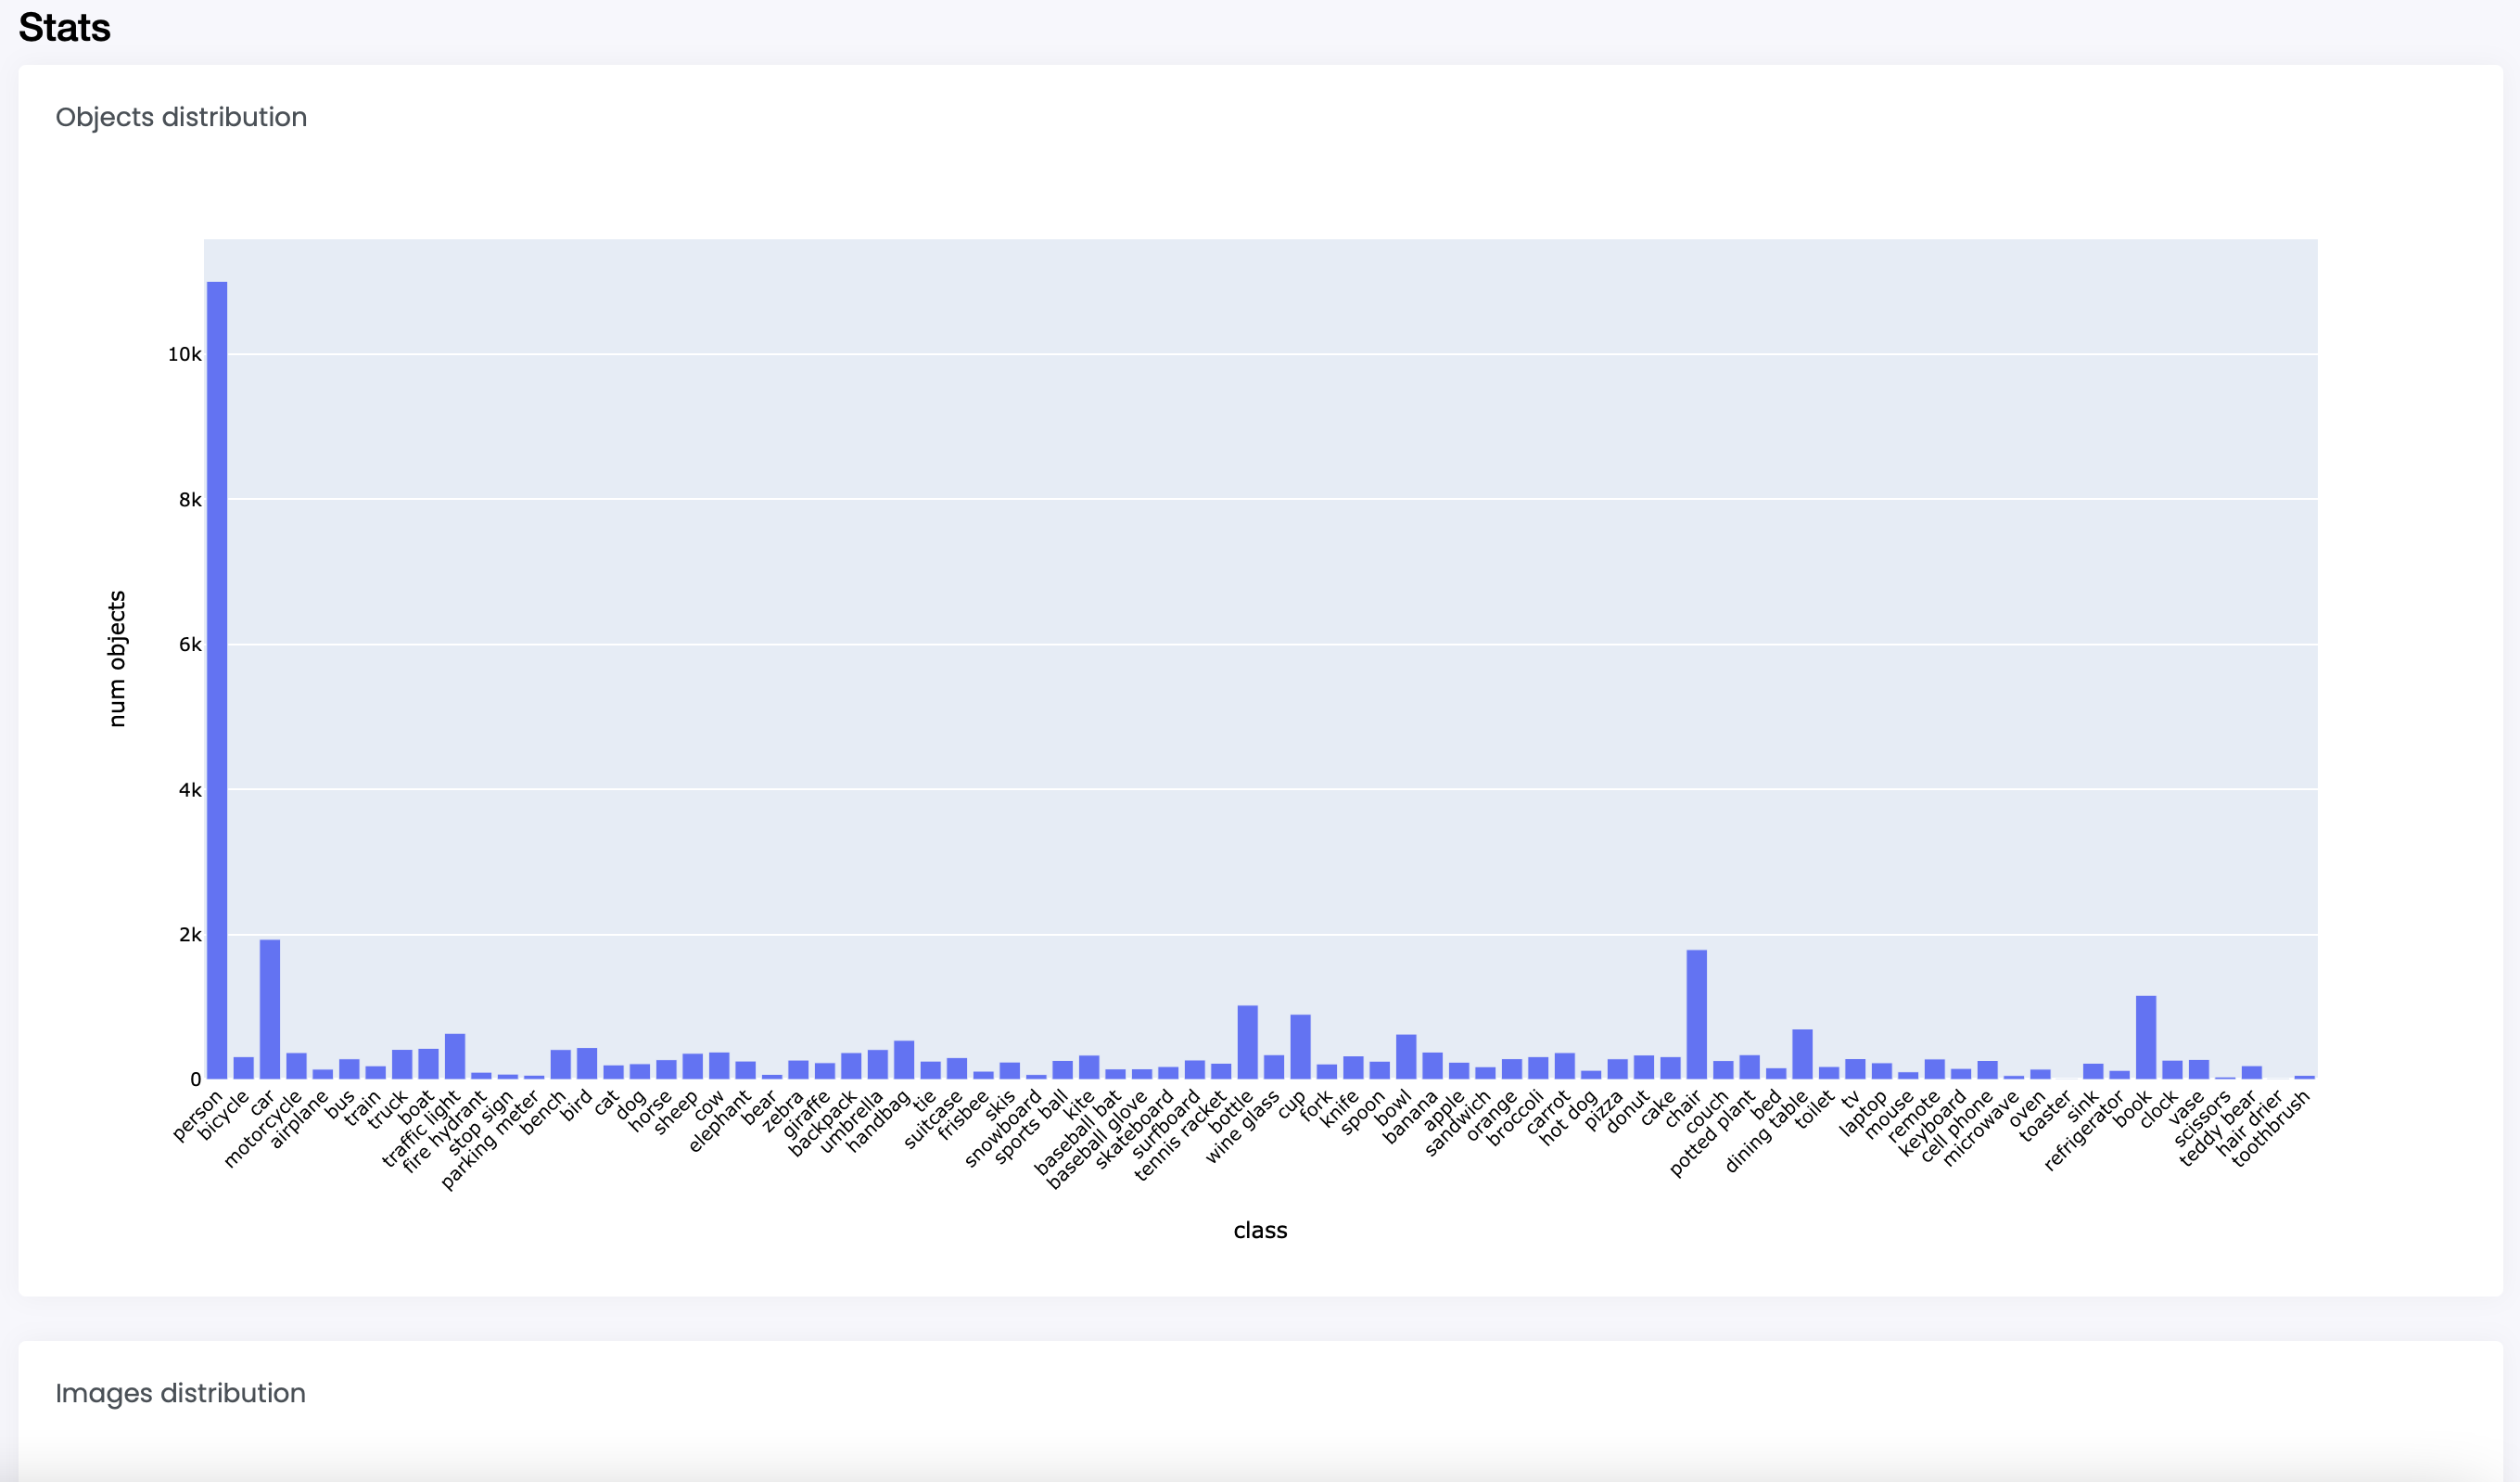 Stats
Objects distribution
10k
8k
6k
4k
2k
0
num objects
person
bicycle
car
motorcycle
airplane
bus
train
truck
boat
traffic light
fire hydrant
stop sign
parking meter
bench
bird
cat
dog
horse
sheep
cow
elephant
bear
zebra
giraffe
backpack
umbrella
handbag
tie
suitcase
frisbee
skis
snowboard
sports ball
kite
baseball bat
baseball glove
skateboard
surfboard
tennis racket
bottle
wine glass
cup
fork
knife
spoon
bowl
banana
apple
sandwich
orange
broccoli
carrot
hot dog
pizza
donut
cake
chair
couch
potted plant
bed
dining table
toilet
tv
laptop
mouse
remote
keyboard
cell phone
microwave
oven
toaster
sink
refrigerator
book
clock
vase
scissors
teddy bear
hair drier
toothbrush
class
Images distribution